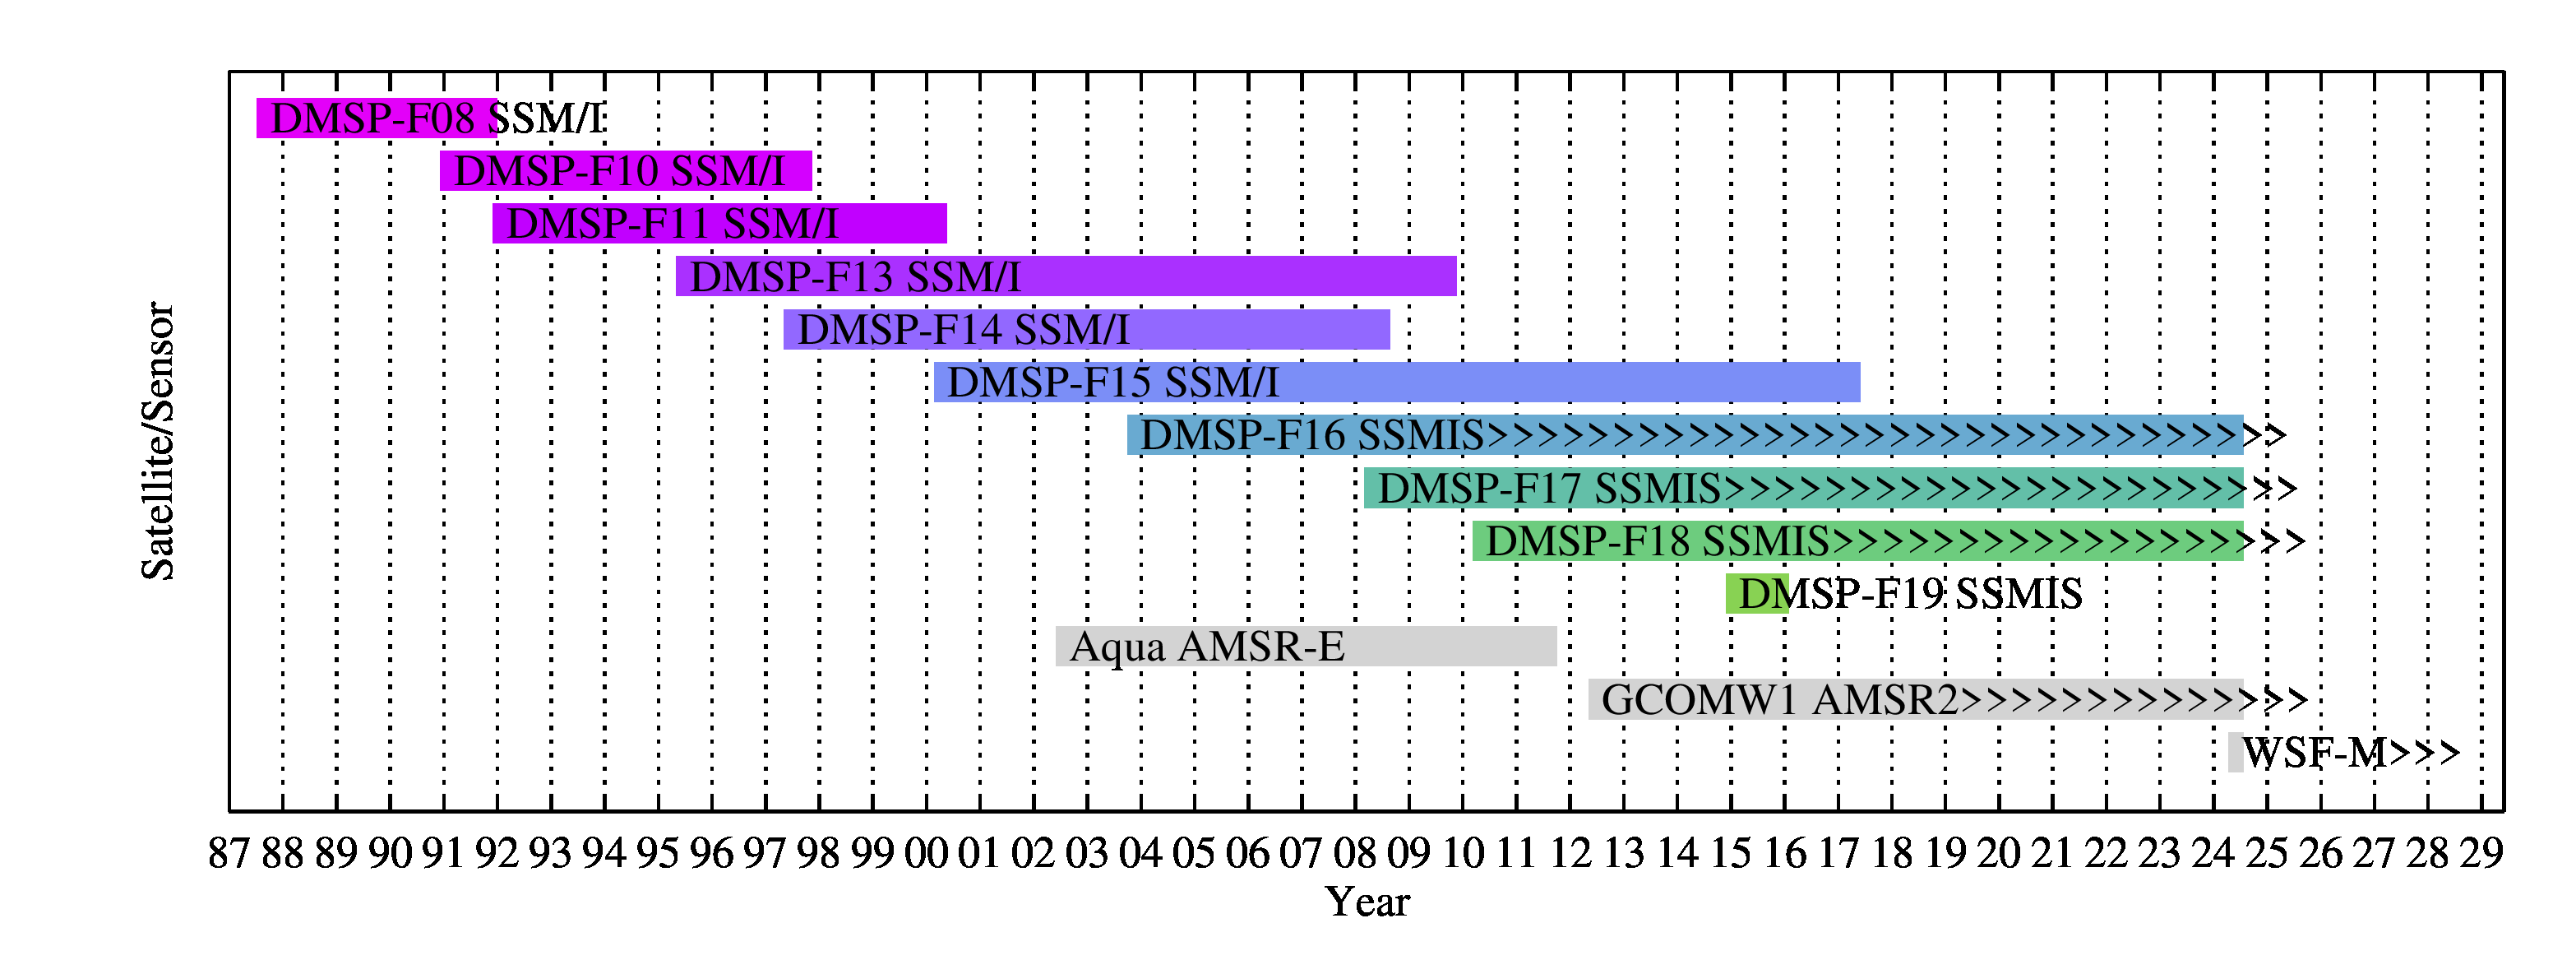 DMSP-F08 SSM/I
DMSP-F10 SSM/I
DMSP-F11 SSM/I
DMSP-F13 SSM/I
DMSP-F14 SSM/I
DMSP-F15 SSM/I
DMSP-F16 SSMIS>>>>>>>>>>>>>>>>>>>>>>>>>>>>>>>>
DMSP-F17 SSMIS>>>>>>>>>>>>>>>>>>>>>>>
DMSP-F18 SSMIS>>>>>>>>>>>>>>>>>>>
DMSP-F19 SSMIS
Aqua AMSR-E
GCOMW1 AMSR2>>>>>>>>>>>>>>
WSF-M>>>
Satellite/Sensor
87 88 89 90 91 92 93 94 95 96 97 98 99 00 01 02 03 04 05 06 07 08 09 10 11 12 13 14 15 16 17 18 19 20 21 22 23 24 25 26 27 28 29
Year